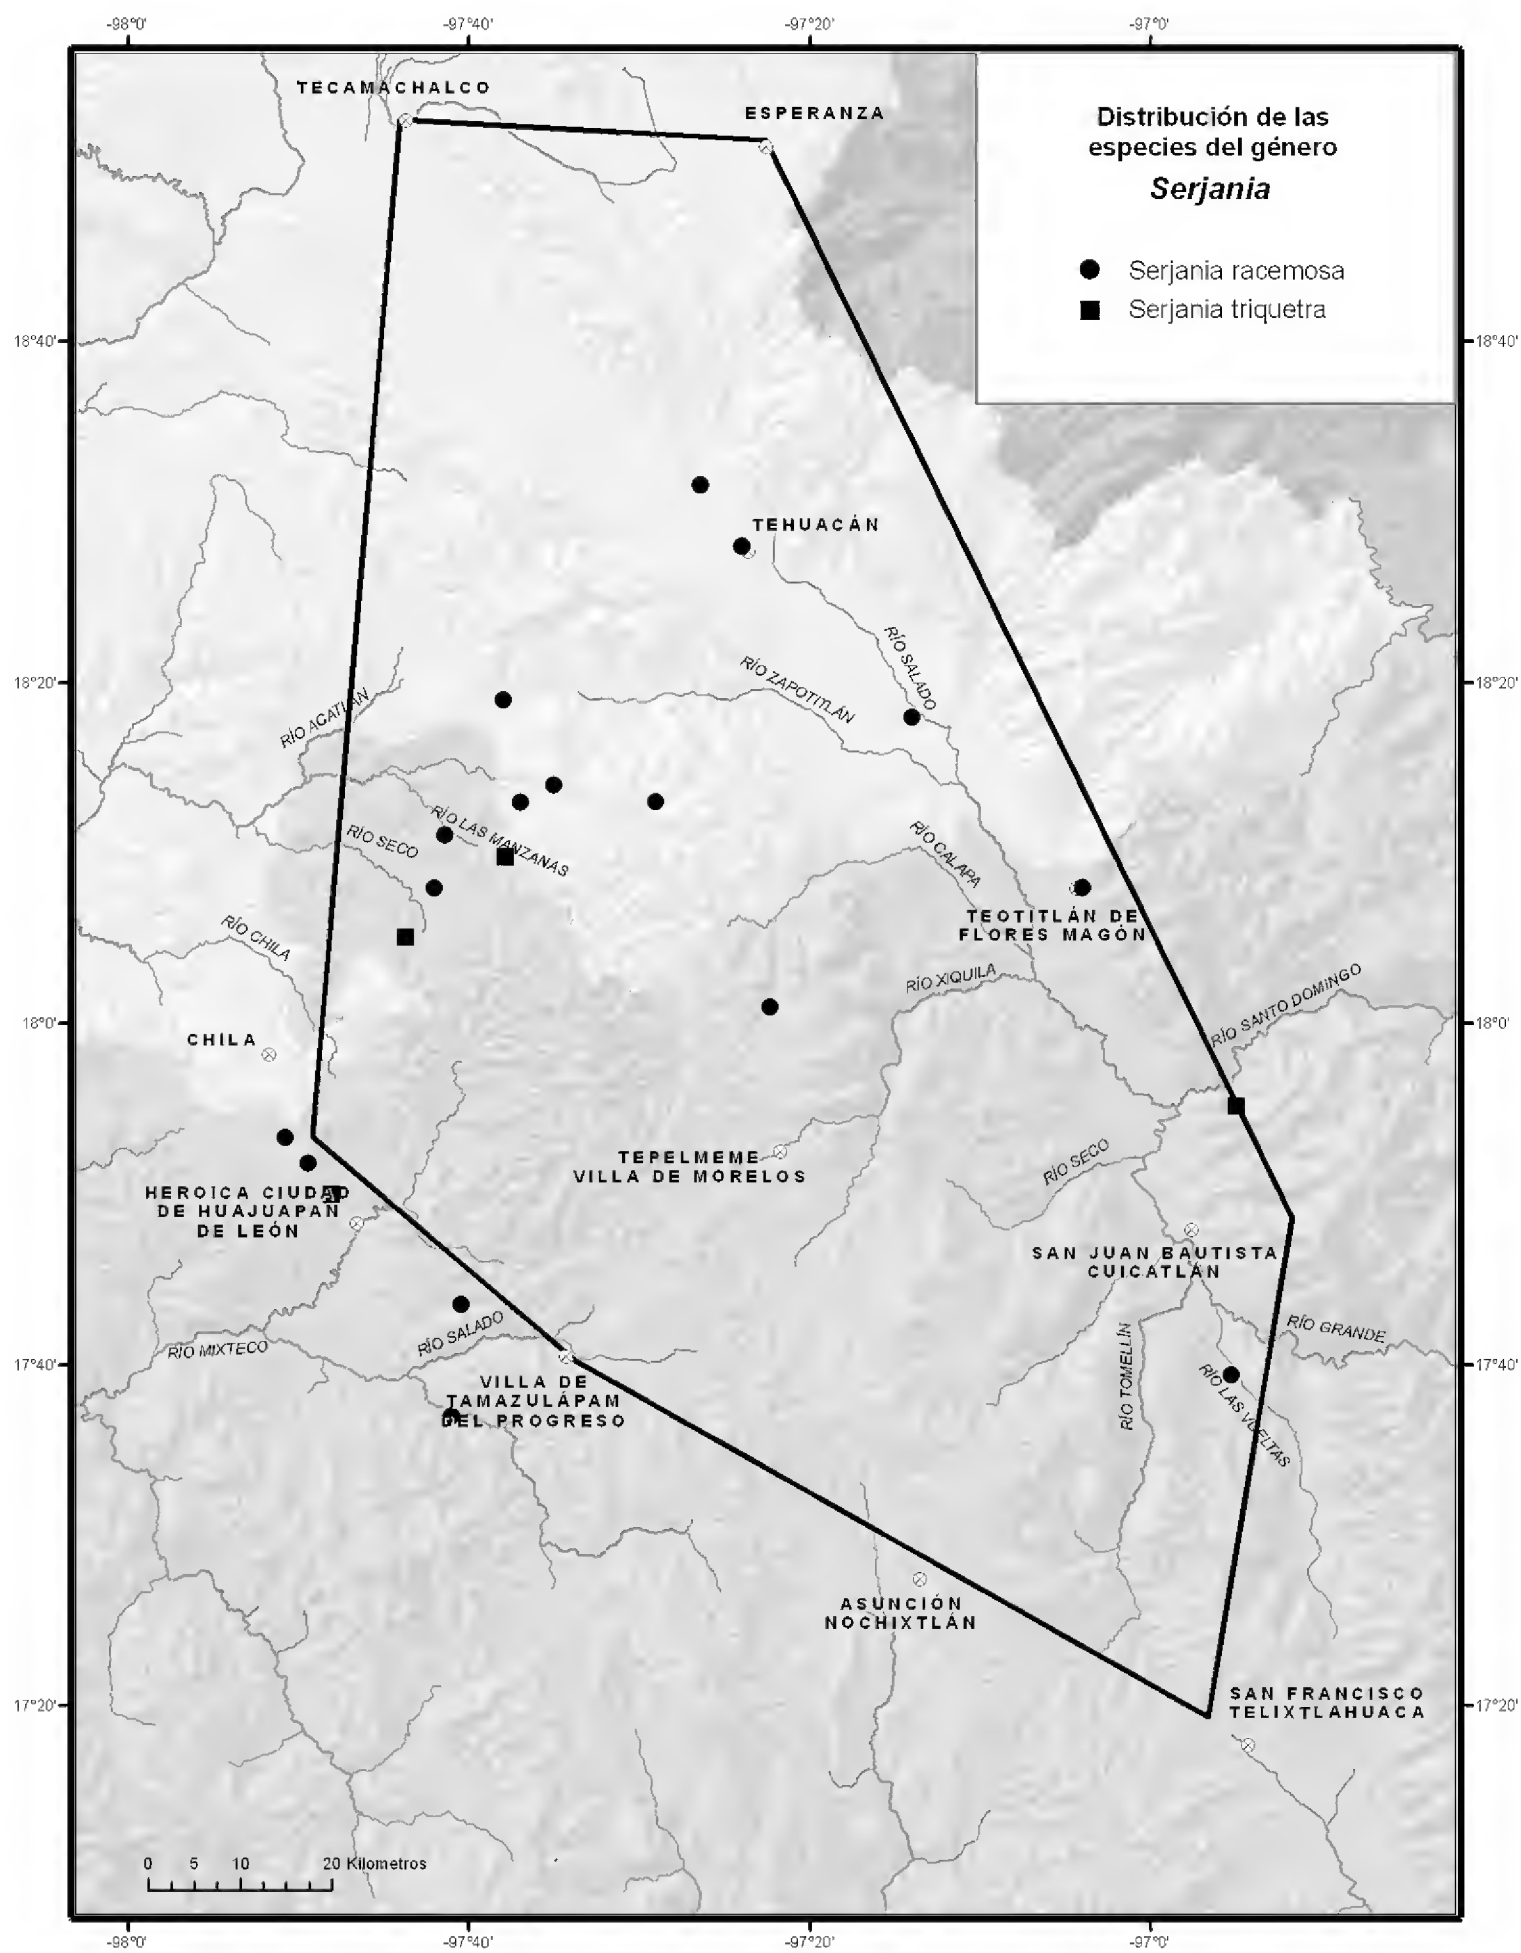 -98°0' -97°40' -97°20' -97°0'
TECAMACHALCO
ESPERANZA
Distribución de las
especies del género
Serjania
Serjania racemosa
Serjania triquetra
18°40' 18°40'
TEHUACÁN
RÍO SALADO
RÍO ZAPOTITLÁN
18°20' 18°20'
RÍO ACATLÁN
RÍO LAS MANZANAS
RÍO SECO
RÍO CALAPA
TEOTITLÁN DE
FLORES MAGÓN
RÍO CHILA
RÍO XIQUILA
RÍO SANTO DOMINGO
18°0' 18°0'
CHILA
TEPELMEME
VILLA DE MORELOS
RÍO SECO
HEROICA CIUDAD
DE HUAJUAPAN
DE LEÓN
SAN JUAN BAUTISTA
CUICATLÁN
RÍO SALADO
RÍO MIXTECO
RÍO TOMELLÍN
RÍO GRANDE
17°40' 17°40'
RÍO LAS VUELTAS
VILLA DE
TAMAZULÁPAM
DEL PROGRESO
ASUNCIÓN
NOCHIXTLÁN
17°20' 17°20'
SAN FRANCISCO
TELIXTLAHUACA
0 5 10 20 Kilometros
-98°0' -97°40' -97°20' -97°0'